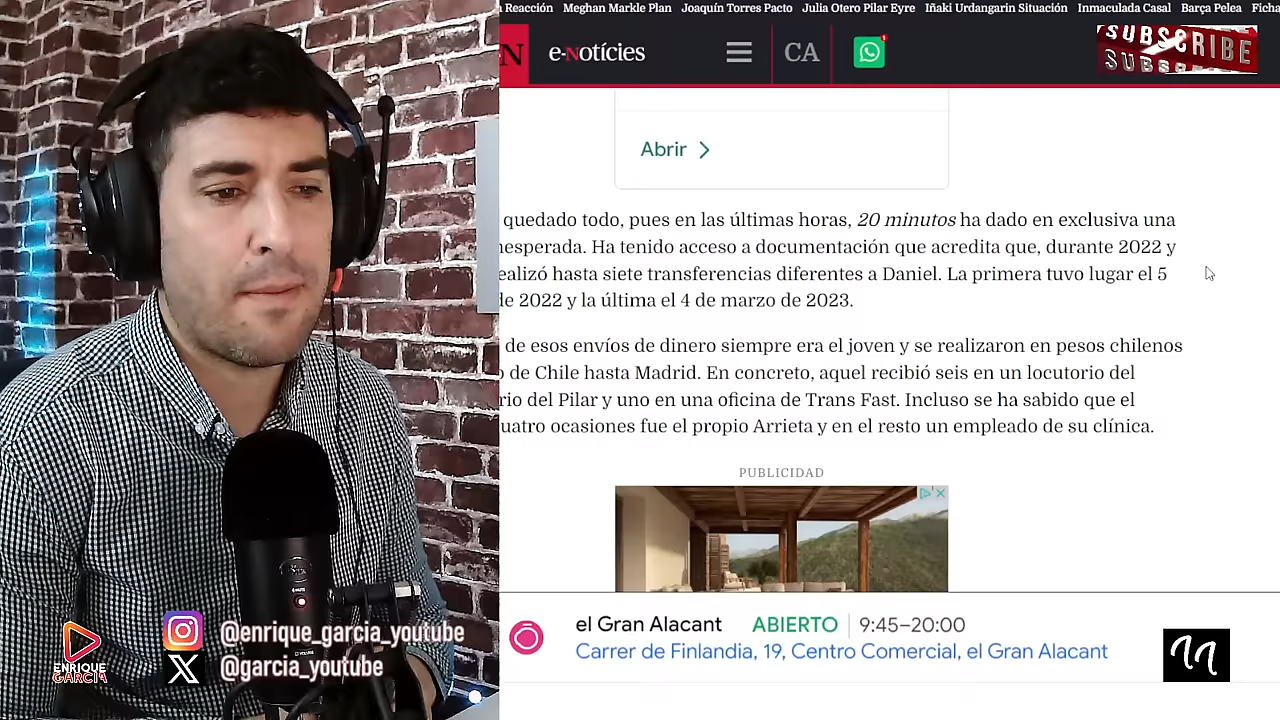 Reacción Meghan Markle Plan Joaquín Torres Pacto Julia Otero Pilar Eyre Iñaki Urdangarin Situación Inmaculada Casal Barça Pelea Ficha
N e-notícies CA
SUBSCRIBE
SUBSCRIBE
Abrir
quedado todo, pues en las últimas horas, 20 minutos ha dado en exclusiva una
nesperada. Ha tenido acceso a documentación que acredita que, durante 2022 y
ealizó hasta siete transferencias diferentes a Daniel. La primera tuvo lugar el 5
de 2022 y la última el 4 de marzo de 2023.
de esos envíos de dinero siempre era el joven y se realizaron en pesos chilenos
o de Chile hasta Madrid. En concreto, aquel recibió seis en un locutorio del
rio del Pilar y uno en una oficina de Trans Fast. Incluso se ha sabido que el
uatro ocasiones fue el propio Arrieta y en el resto un empleado de su clínica.
PUBLICIDAD
el Gran Alacant ABIERTO 9:45–20:00
Carrer de Finlandia, 19, Centro Comercial, el Gran Alacant
ENRIQUE
GARCIA
@enrique_garcia_youtube
@garcia_youtube